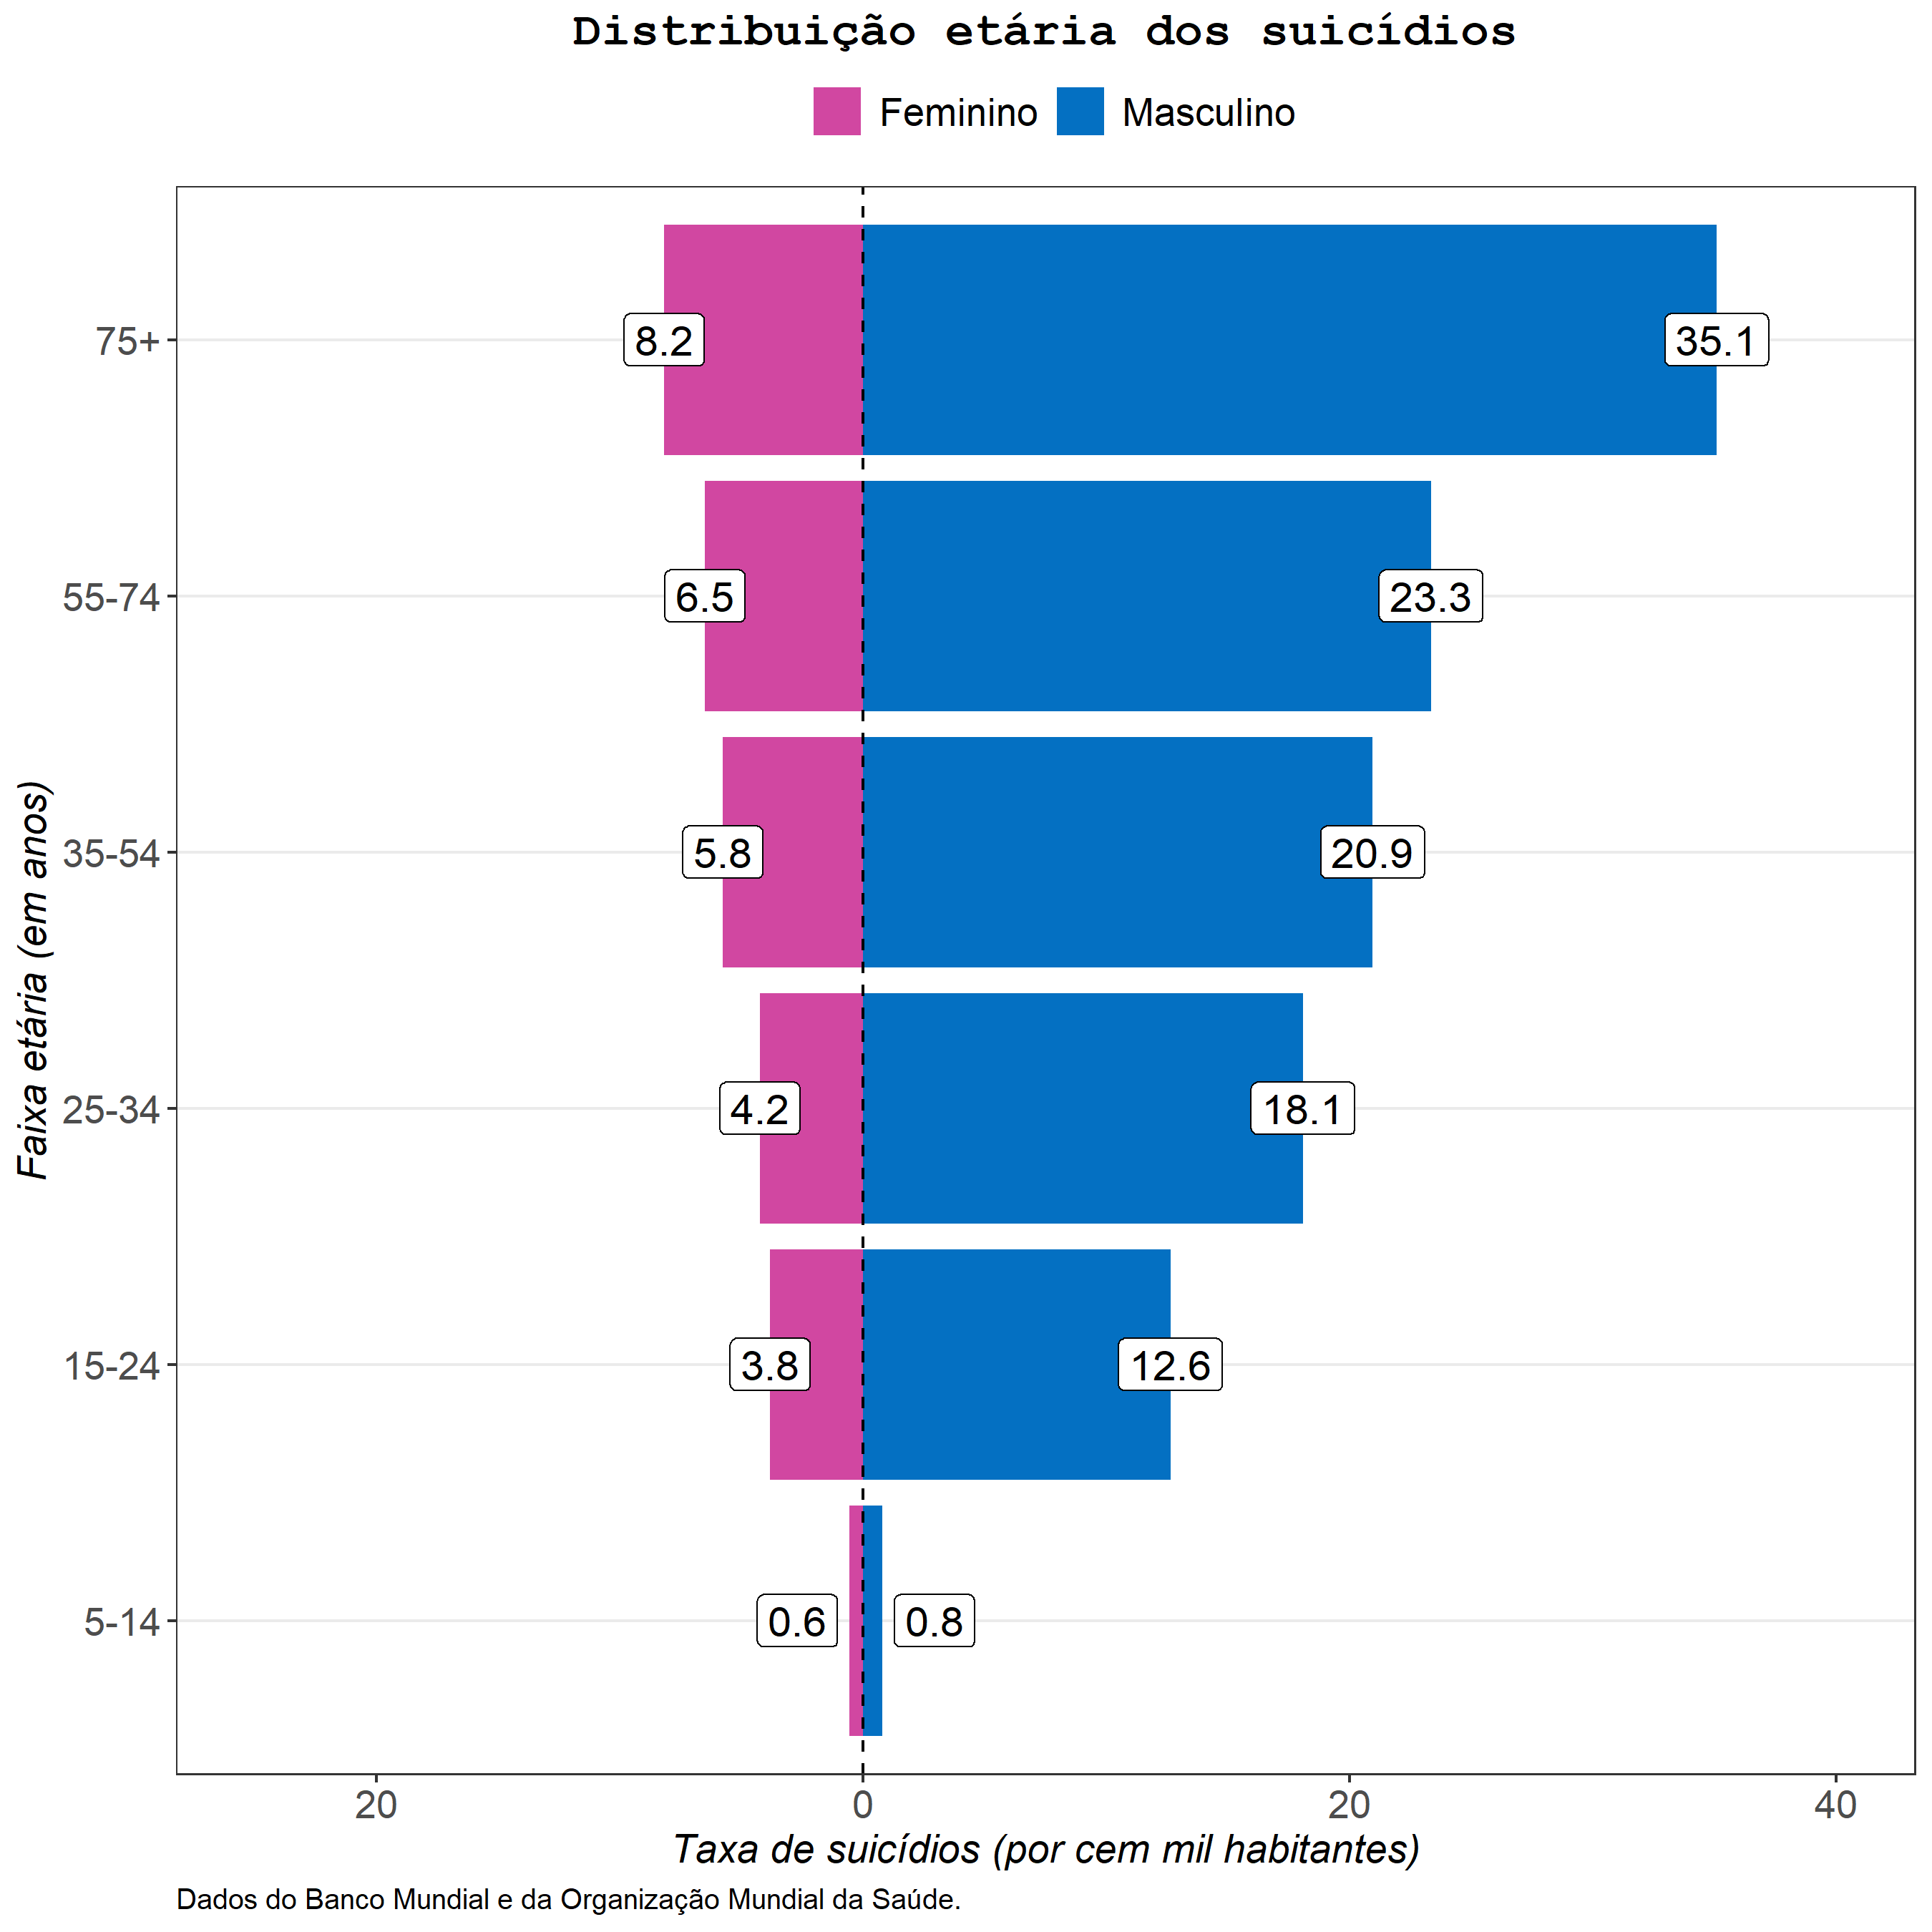 Distribuição etária dos suicídios
Feminino Masculino
Faixa etária (em anos)
75+ 8.2 35.1
55-74 6.5 23.3
35-54 5.8 20.9
25-34 4.2 18.1
15-24 3.8 12.6
5-14 0.6 0.8
20 0 20 40
Taxa de suicídios (por cem mil habitantes)
Dados do Banco Mundial e da Organização Mundial da Saúde.